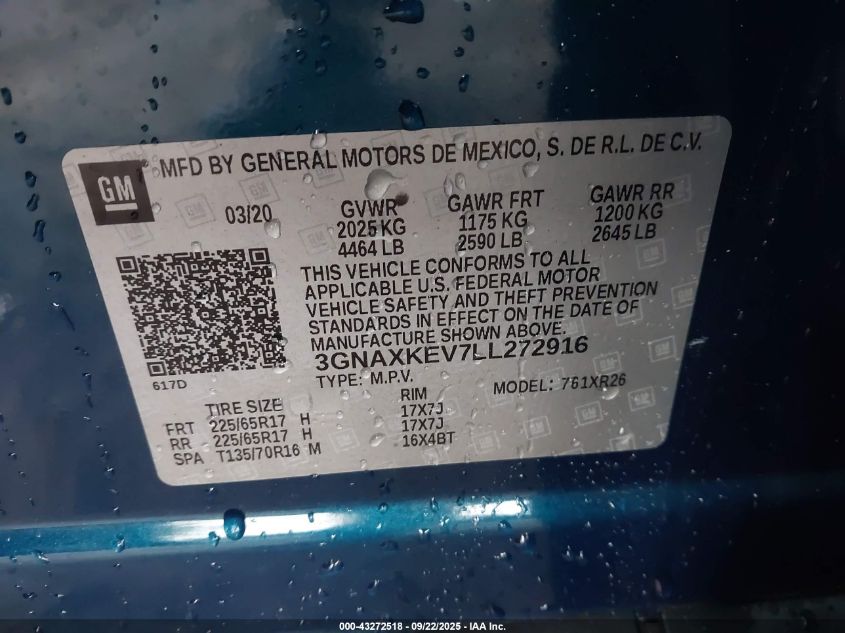 GM
MFD BY GENERAL MOTORS DE MEXICO, S. DE R.L. DE C.V.
03/20
GVWR GAWR FRT GAWR RR
2025 KG 1175 KG 1200 KG
4464 LB 2590 LB 2645 LB
THIS VEHICLE CONFORMS TO ALL
APPLICABLE U.S. FEDERAL MOTOR
VEHICLE SAFETY AND THEFT PREVENTION
STANDARDS IN EFFECT ON THE DATE OF
MANUFACTURE SHOWN ABOVE.
3GNAXKEV7LL272916
617D
TYPE: M.P.V. MODEL: 761XR26
TIRE SIZE RIM
FRT 225/65R17 H 17X7J
RR 225/65R17 H 17X7J
SPA T135/70R16 M 16X4BT
000-43272518 - 09/22/2025 - IAA Inc.